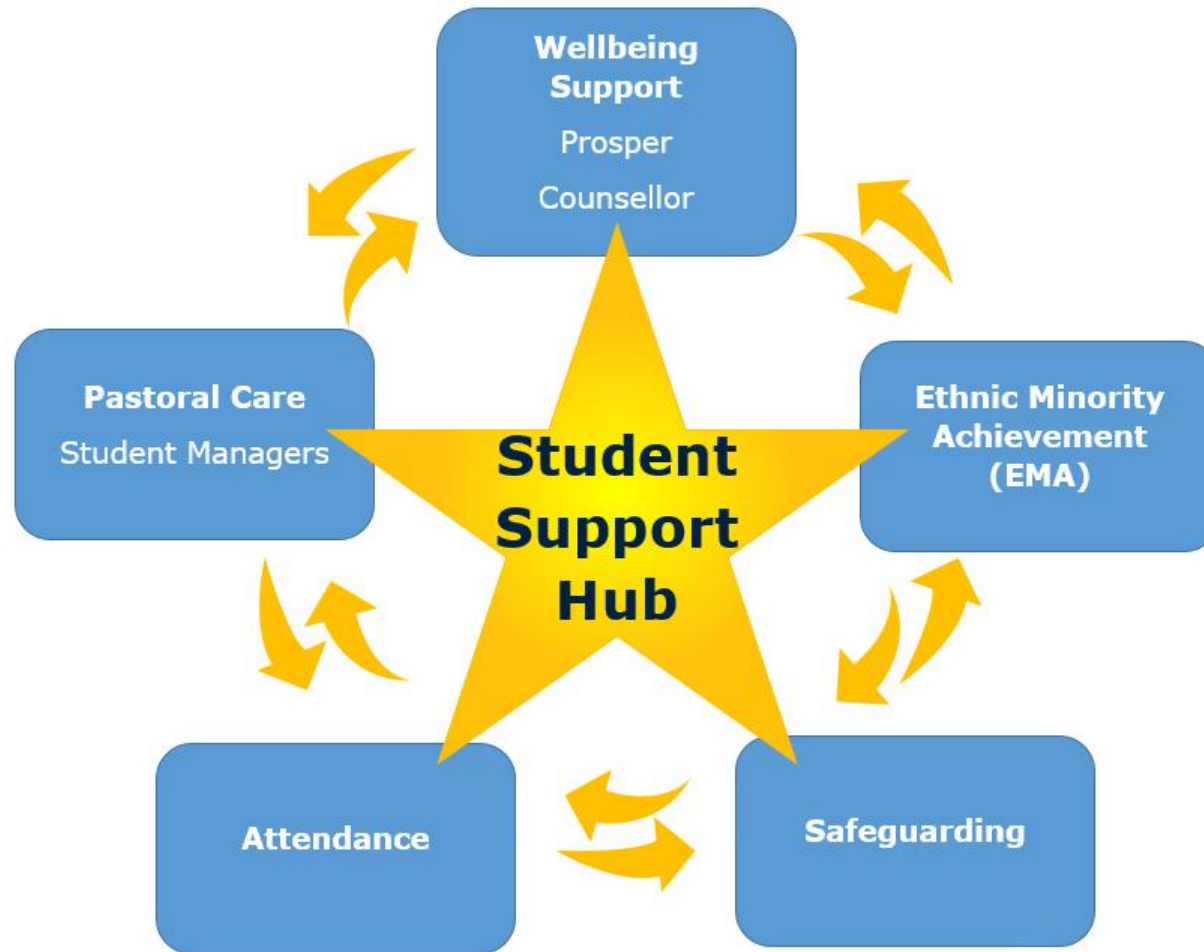 Wellbeing
Support
Prosper
Counsellor
Pastoral Care
Student Managers
Ethnic Minority
Achievement
(EMA)
Student
Support
Hub
Attendance
Safeguarding